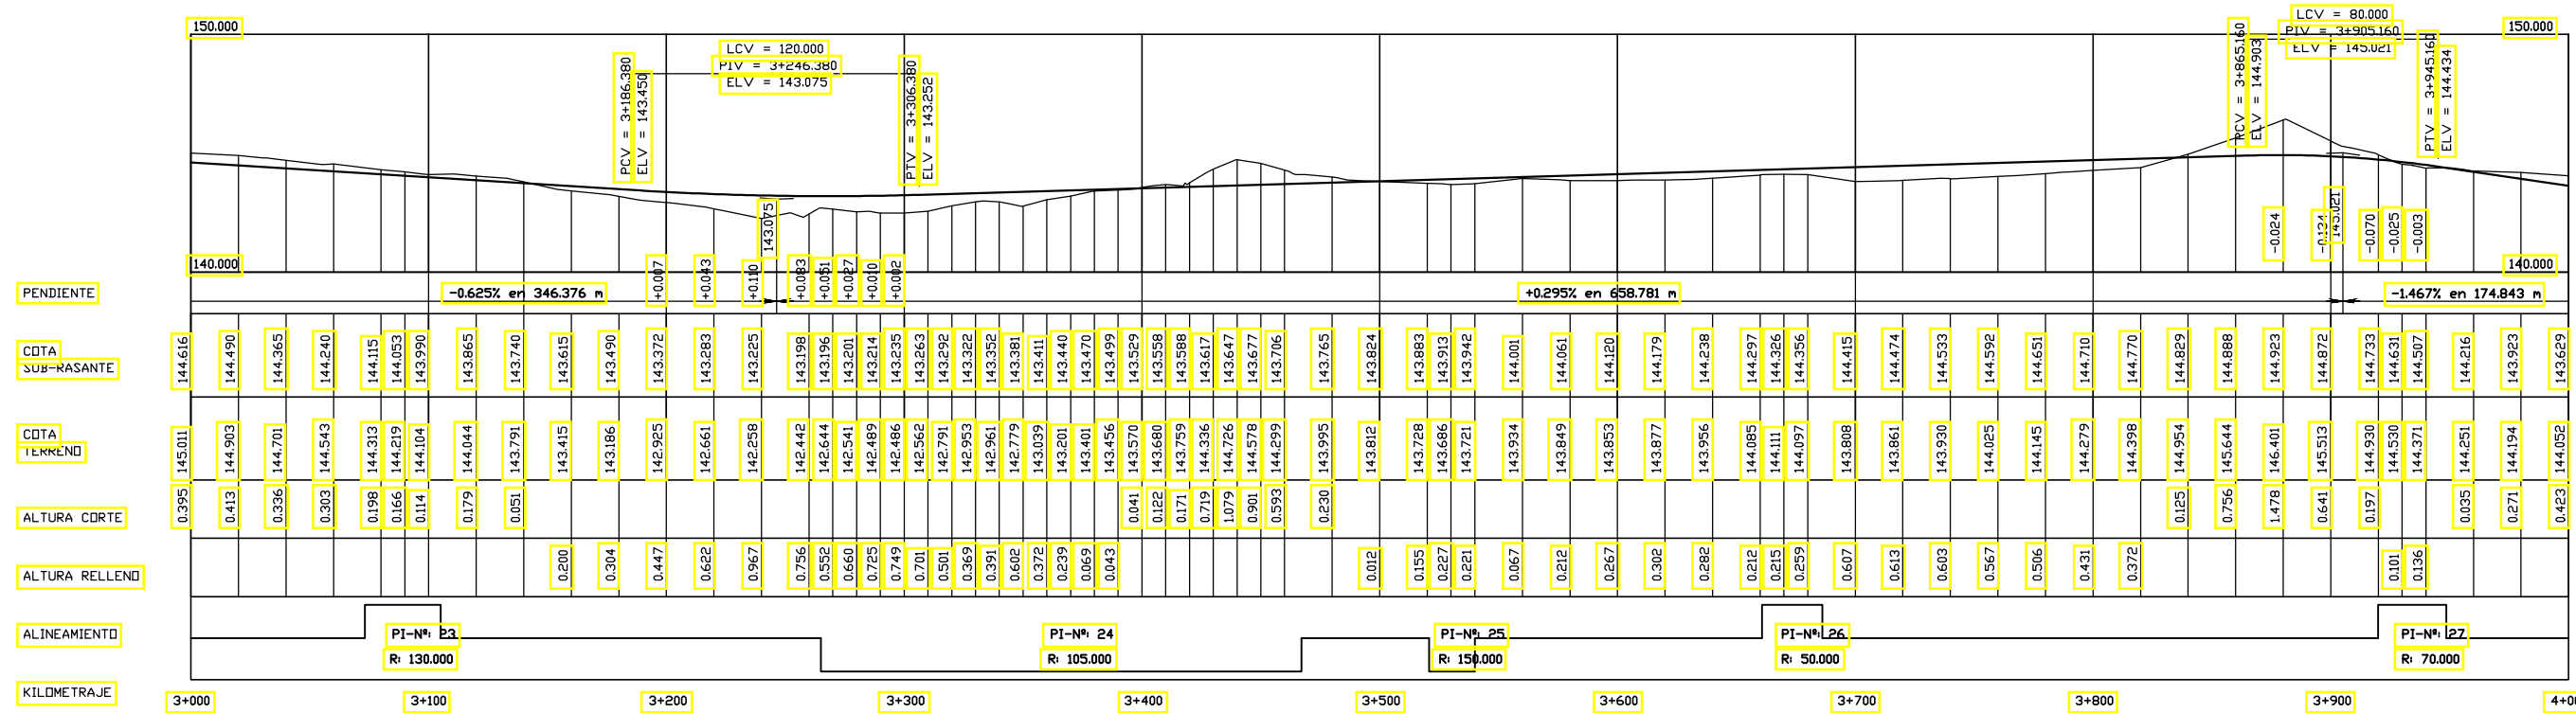 150.000
LCV = 120.000
PIV = 3+246.380
ELV = 143.075
PCV = 3+186.380
ELV = 143.450
PTV = 3+306.380
ELV = 143.252
LCV = 80.000
PIV = 3+905.160
ELV = 145.021
PCV = 3+865.160
ELV = 144.903
PTV = 3+945.160
ELV = 144.434
150.000
143.075
145.021
140.000
+0.007 +0.043 +0.110 +0.083 +0.051 +0.027 +0.010 +0.002
-0.024 -0.134 -0.070 -0.025 -0.003
140.000
PENDIENTE
-0.625% en 346.376 m
+0.295% en 658.781 m
-1.467% en 174.843 m
COTA
SUB-RASANTE
144.616 144.490 144.365 144.240 144.115 144.053 143.990 143.865 143.740 143.615 143.490 143.372 143.283 143.225 143.198 143.196 143.201 143.214 143.235 143.263 143.292 143.322 143.352 143.381 143.411 143.440 143.470 143.499 143.529 143.558 143.588 143.617 143.647 143.677 143.706 143.765 143.824 143.883 143.913 143.942 144.001 144.061 144.120 144.179 144.238 144.297 144.326 144.356 144.415 144.474 144.533 144.592 144.651 144.710 144.770 144.829 144.888 144.923 144.872 144.733 144.631 144.507 144.216 143.923 143.629
COTA
TERRENO
145.011 144.903 144.701 144.543 144.313 144.219 144.104 144.044 143.791 143.415 143.186 142.925 142.661 142.258 142.442 142.644 142.541 142.489 142.486 142.562 142.791 142.953 142.961 142.779 143.039 143.201 143.401 143.456 143.570 143.680 143.759 144.336 144.726 144.578 144.299 143.995 143.812 143.728 143.686 143.721 143.934 143.849 143.853 143.877 143.956 144.085 144.111 144.097 143.808 143.861 143.930 144.025 144.145 144.279 144.398 144.954 145.644 146.401 145.513 144.930 144.530 144.371 144.251 144.194 144.052
ALTURA CORTE
0.395 0.413 0.336 0.303 0.198 0.166 0.114 0.179 0.051 0.041 0.122 0.171 0.719 1.079 0.901 0.593 0.230 0.125 0.756 1.478 0.641 0.197 0.035 0.271 0.423
ALTURA RELLENO
0.200 0.304 0.447 0.622 0.967 0.756 0.552 0.660 0.725 0.749 0.701 0.501 0.369 0.391 0.602 0.372 0.239 0.069 0.043 0.012 0.155 0.227 0.221 0.067 0.212 0.267 0.302 0.282 0.212 0.215 0.259 0.607 0.613 0.603 0.567 0.506 0.431 0.372 0.101 0.136
ALINEAMIENTO
PI-Nº: 23
R: 130.000
PI-Nº: 24
R: 105.000
PI-Nº: 25
R: 150.000
PI-Nº: 26
R: 50.000
PI-Nº: 27
R: 70.000
KILOMETRAJE
3+000 3+100 3+200 3+300 3+400 3+500 3+600 3+700 3+800 3+900